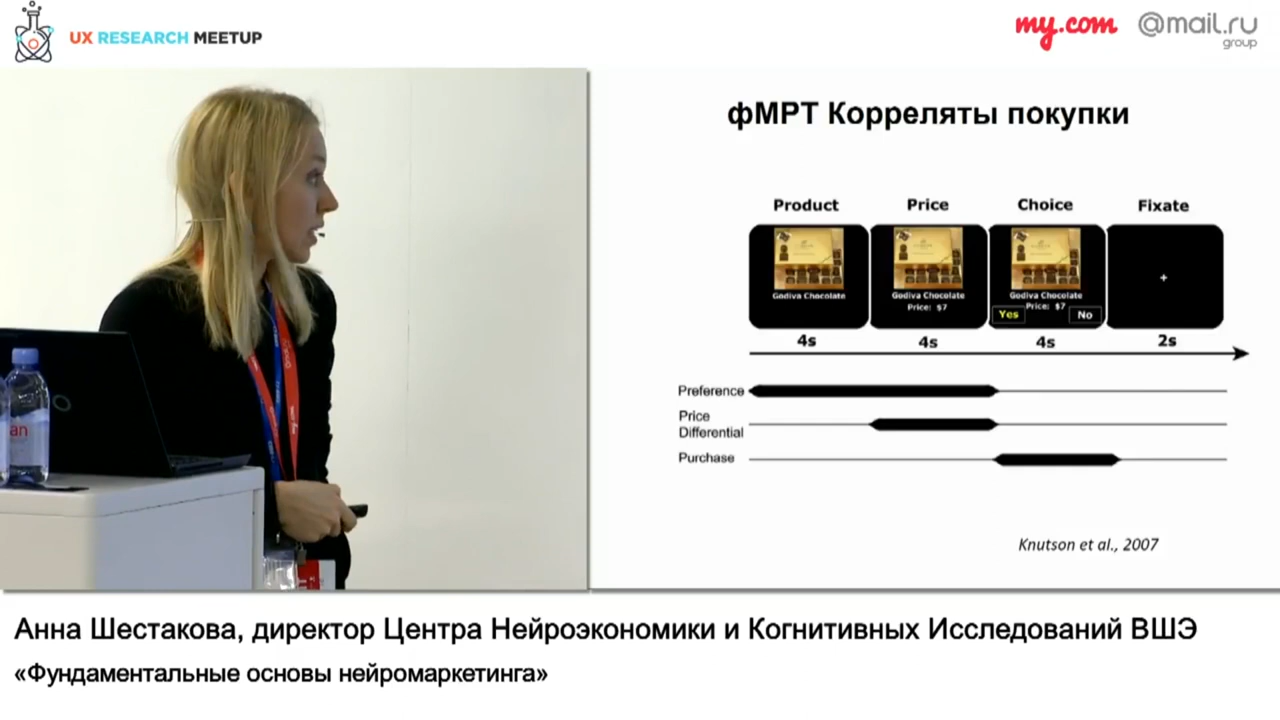 UX RESEARCH MEETUP
my.com @mail.ru
group
фМРТ Корреляты покупки
Product Price Choice Fixate
Godiva Chocolate Godiva Chocolate Godiva Chocolate
Price: $7 Price: $7
Yes No
+
4s 4s 4s 2s
Preference
Price
Differential
Purchase
Knutson et al., 2007
an
Анна Шестакова, директор Центра Нейроэкономики и Когнитивных Исследований ВШЭ
«Фундаментальные основы нейромаркетинга»